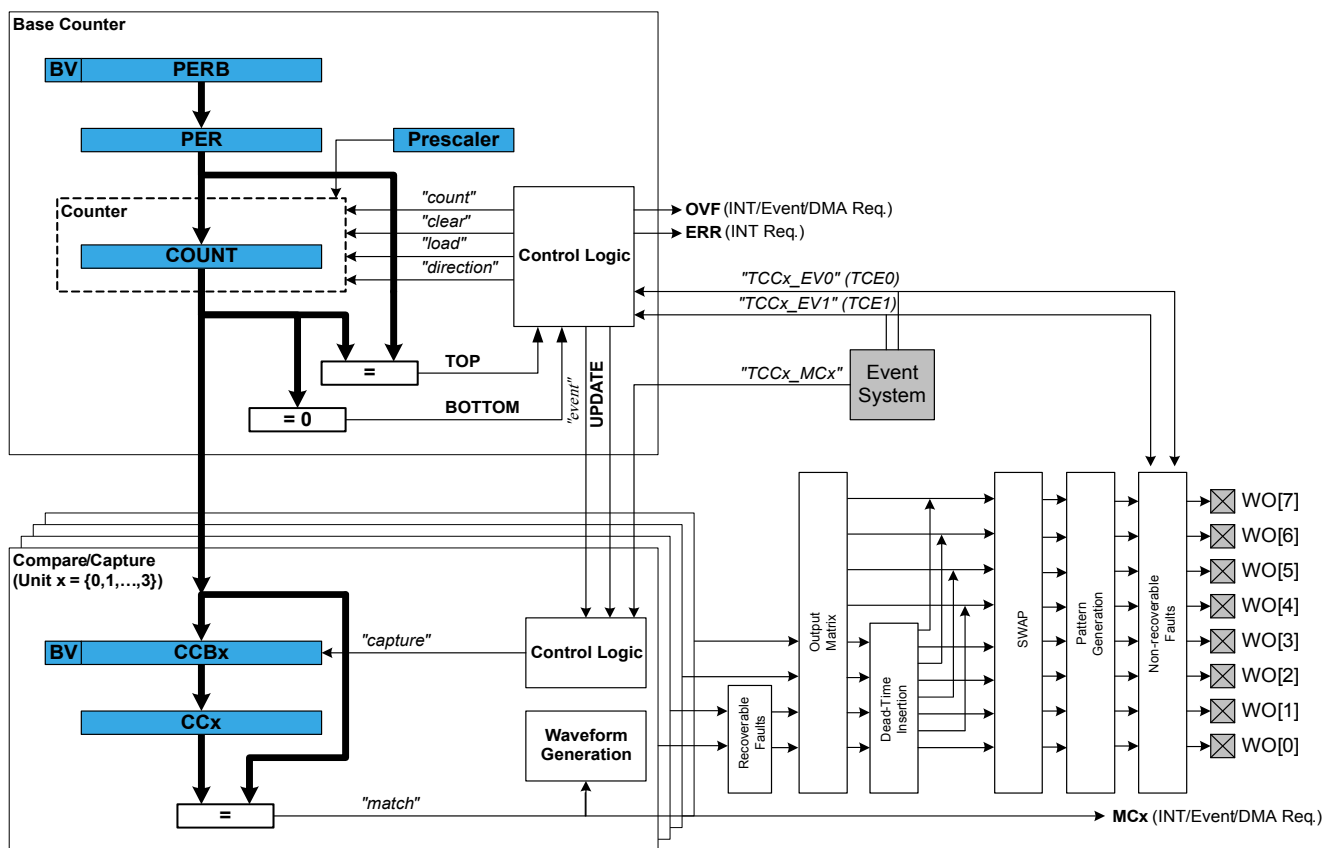 Base Counter
BV
PERB
PER
Prescaler
Counter
COUNT
"count"
"clear"
"load"
"direction"
Control Logic
OVF (INT/Event/DMA Req.)
ERR (INT Req.)
"TCCx_EV0" (TCE0)
"TCCx_EV1" (TCE1)
"TCCx_MCx"
Event
System
=
TOP
= 0
BOTTOM
"event"
UPDATE
Compare/Capture
(Unit x = {0,1,…,3})
BV
CCBx
CCx
"capture"
Control Logic
Waveform
Generation
=
"match"
Recoverable
Faults
Output
Matrix
Dead-Time
Insertion
SWAP
Pattern
Generation
Non-recoverable
Faults
WO[7]
WO[6]
WO[5]
WO[4]
WO[3]
WO[2]
WO[1]
WO[0]
MCx (INT/Event/DMA Req.)